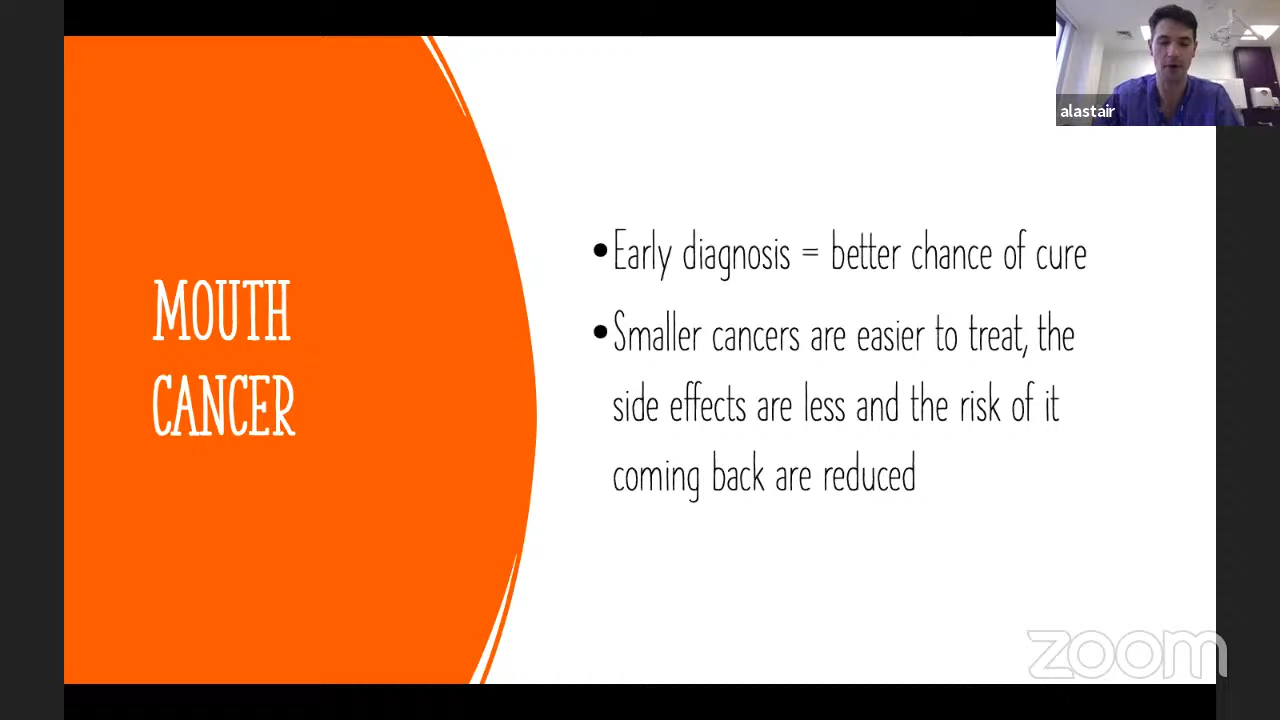 alastair
MOUTH
CANCER
•Early diagnosis = better chance of cure
•Smaller cancers are easier to treat, the
side effects are less and the risk of it
coming back are reduced
zoom